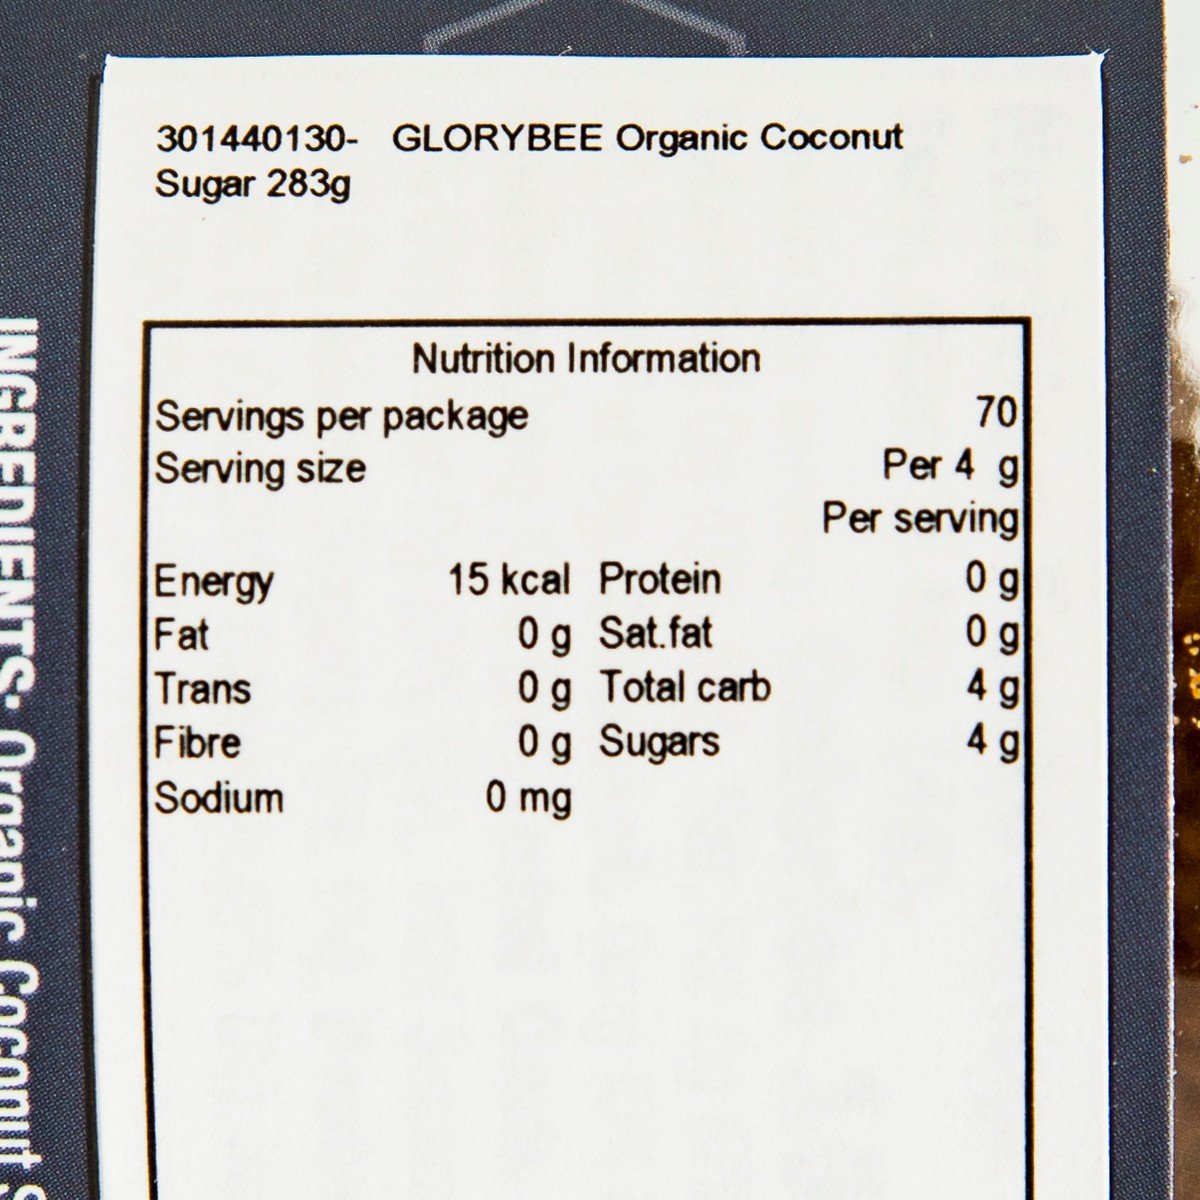 301440130- GLORYBEE Organic Coconut
Sugar 283g
Nutrition Information
Servings per package 70
Serving size Per 4 g
Per serving
Energy 15 kcal Protein 0 g
Fat 0 g Sat.fat 0 g
Trans 0 g Total carb 4 g
Fibre 0 g Sugars 4 g
Sodium 0 mg
INGREDIENTS: Organic Coconut